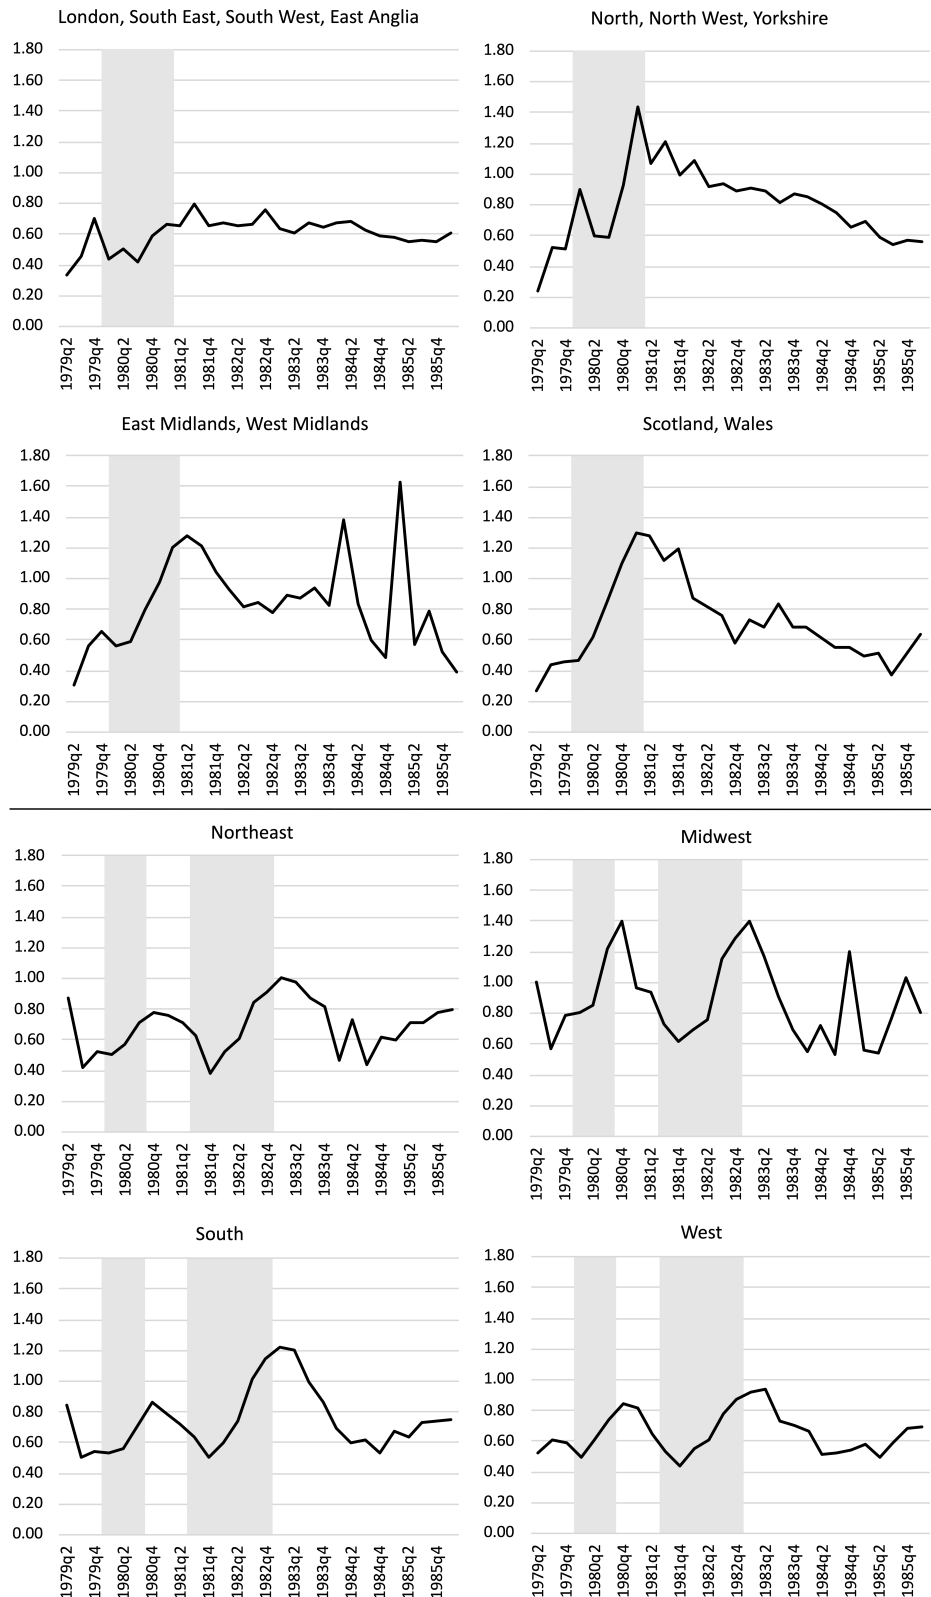 London, South East, South West, East Anglia
1.80
1.60
1.40
1.20
1.00
0.80
0.60
0.40
0.20
0.00
1979q2
1979q4
1980q2
1980q4
1981q2
1981q4
1982q2
1982q4
1983q2
1983q4
1984q2
1984q4
1985q2
1985q4
North, North West, Yorkshire
1.80
1.60
1.40
1.20
1.00
0.80
0.60
0.40
0.20
0.00
1979q2
1979q4
1980q2
1980q4
1981q2
1981q4
1982q2
1982q4
1983q2
1983q4
1984q2
1984q4
1985q2
1985q4
East Midlands, West Midlands
1.80
1.60
1.40
1.20
1.00
0.80
0.60
0.40
0.20
0.00
1979q2
1979q4
1980q2
1980q4
1981q2
1981q4
1982q2
1982q4
1983q2
1983q4
1984q2
1984q4
1985q2
1985q4
Scotland, Wales
1.80
1.60
1.40
1.20
1.00
0.80
0.60
0.40
0.20
0.00
1979q2
1979q4
1980q2
1980q4
1981q2
1981q4
1982q2
1982q4
1983q2
1983q4
1984q2
1984q4
1985q2
1985q4
Northeast
1.80
1.60
1.40
1.20
1.00
0.80
0.60
0.40
0.20
0.00
1979q2
1979q4
1980q2
1980q4
1981q2
1981q4
1982q2
1982q4
1983q2
1983q4
1984q2
1984q4
1985q2
1985q4
Midwest
1.80
1.60
1.40
1.20
1.00
0.80
0.60
0.40
0.20
0.00
1979q2
1979q4
1980q2
1980q4
1981q2
1981q4
1982q2
1982q4
1983q2
1983q4
1984q2
1984q4
1985q2
1985q4
South
1.80
1.60
1.40
1.20
1.00
0.80
0.60
0.40
0.20
0.00
1979q2
1979q4
1980q2
1980q4
1981q2
1981q4
1982q2
1982q4
1983q2
1983q4
1984q2
1984q4
1985q2
1985q4
West
1.80
1.60
1.40
1.20
1.00
0.80
0.60
0.40
0.20
0.00
1979q2
1979q4
1980q2
1980q4
1981q2
1981q4
1982q2
1982q4
1983q2
1983q4
1984q2
1984q4
1985q2
1985q4